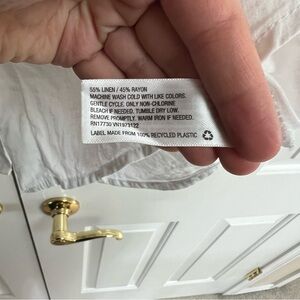 55% LINEN / 45% RAYON
MACHINE WASH COLD WITH LIKE COLORS.
GENTLE CYCLE. ONLY NON-CHLORINE
BLEACH IF NEEDED. TUMBLE DRY LOW.
REMOVE PROMPTLY. WARM IRON IF NEEDED.
RN17730 VN1973122
LABEL MADE FROM 100% RECYCLED PLASTIC